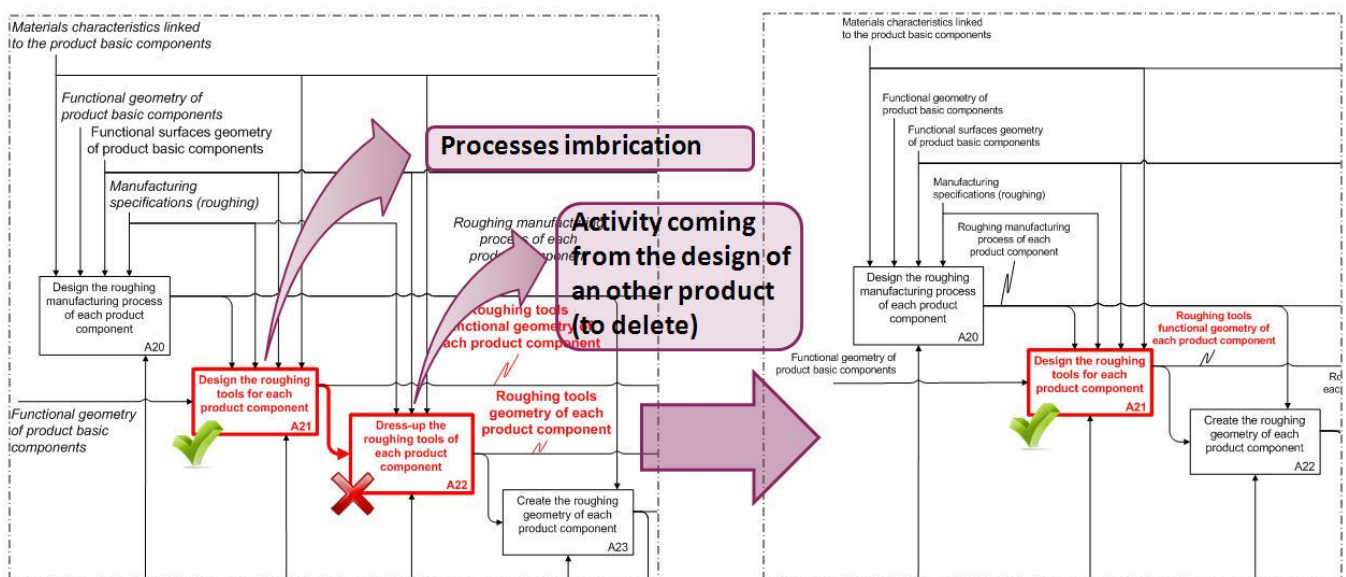 Materials characteristics linked
to the product basic components
Functional geometry of
product basic components
Functional surfaces geometry
of product basic components
Manufacturing
specifications (roughing)
Processes imbrication
Roughing manufacturing
process of each
product component
Activity coming
from the design of
an other product
(to delete)
Design the roughing
manufacturing process
of each product
component
A20
Roughing tools
functional geometry of
each product component
Design the roughing
tools for each
product component
A21
Functional geometry
of product basic
components
Roughing tools
geometry of each
product component
Dress-up the
roughing tools of
each product
component
A22
Create the roughing
geometry of each
product component
A23
Materials characteristics linked
to the product basic components
Functional geometry of
product basic components
Functional surfaces geometry
of product basic components
Manufacturing
specifications (roughing)
Roughing manufacturing
process of each
product component
Design the roughing
manufacturing process
of each product
component
A20
Roughing tools
functional geometry of
each product component
Functional geometry of
product basic components
Design the roughing
tools for each
product component
A21
Create the roughing
geometry of each
product component
A22